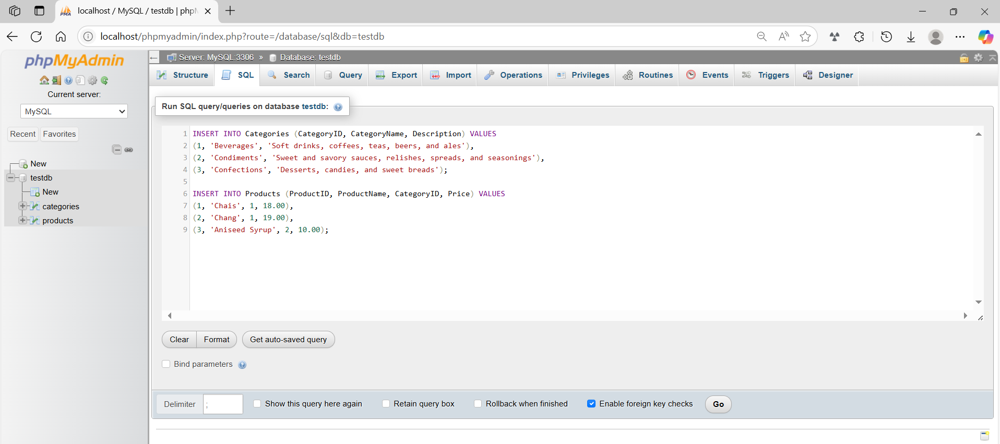 localhost / MySQL / testdb | phpM
localhost/phpmyadmin/index.php?route=/database/sql&db=testdb
phpMyAdmin
Current server:
MySQL
Recent
Favorites
New
testdb
New
categories
products
Server: MySQL:3306 » Database: testdb
Structure
SQL
Search
Query
Export
Import
Operations
Privileges
Routines
Events
Triggers
Designer
Run SQL query/queries on database testdb:
1 INSERT INTO Categories (CategoryID, CategoryName, Description) VALUES
2 (1, 'Beverages', 'Soft drinks, coffees, teas, beers, and ales'),
3 (2, 'Condiments', 'Sweet and savory sauces, relishes, spreads, and seasonings'),
4 (3, 'Confections', 'Desserts, candies, and sweet breads');
5
6 INSERT INTO Products (ProductID, ProductName, CategoryID, Price) VALUES
7 (1, 'Chais', 1, 18.00),
8 (2, 'Chang', 1, 19.00),
9 (3, 'Aniseed Syrup', 2, 10.00);
Clear
Format
Get auto-saved query
Bind parameters
Delimiter ;
Show this query here again
Retain query box
Rollback when finished
Enable foreign key checks
Go